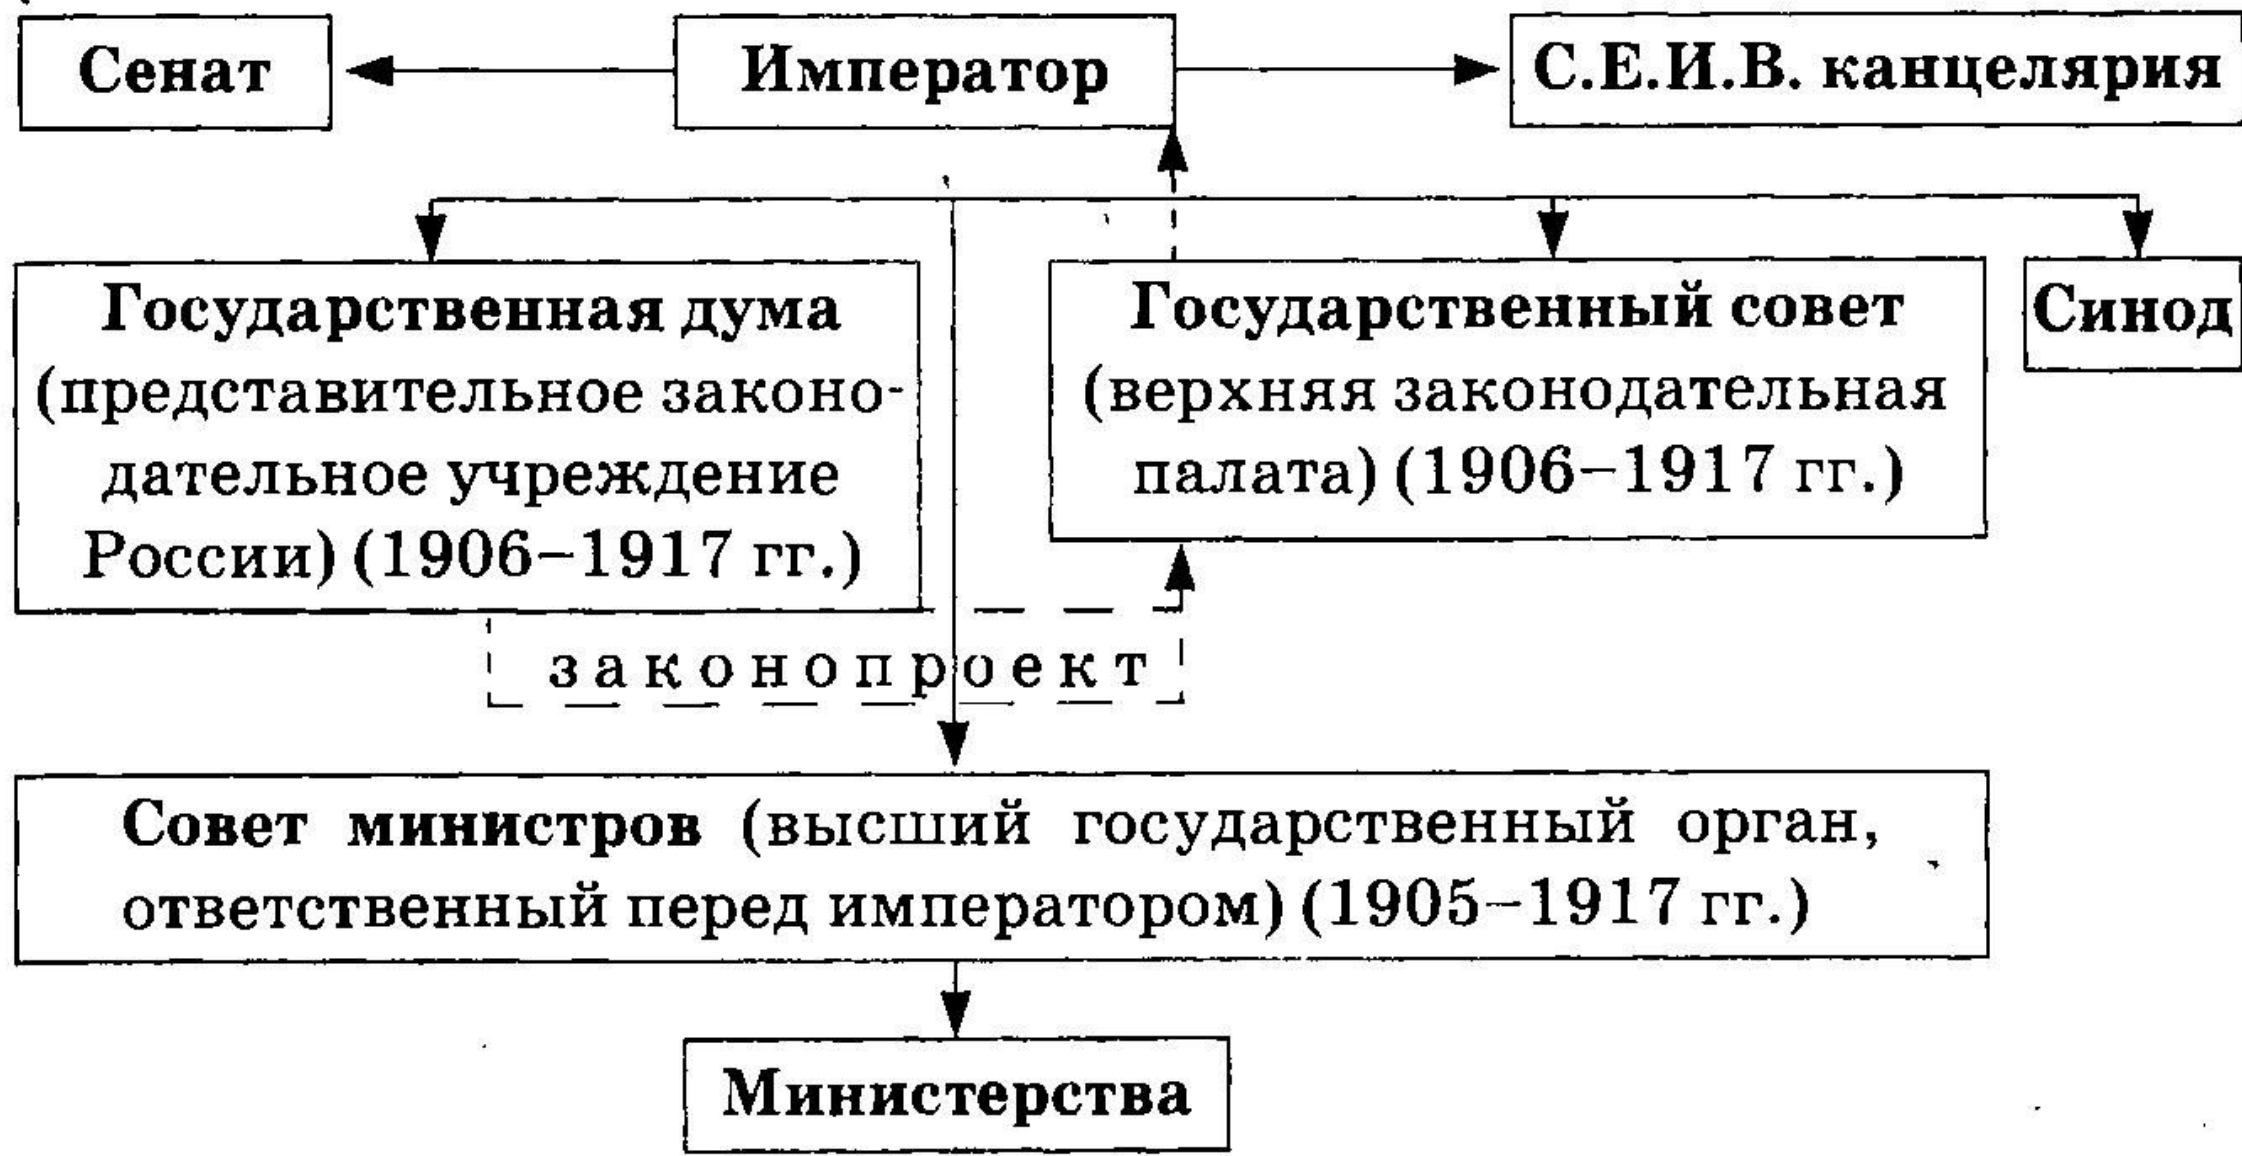 Сенат
Император
С.Е.И.В. канцелярия
Государственная дума
(представительное законо-
дательное учреждение
России) (1906–1917 гг.)
Государственный совет
(верхняя законодательная
палата) (1906–1917 гг.)
Синод
законопроект
Совет министров (высший государственный орган,
ответственный перед императором) (1905–1917 гг.)
Министерства